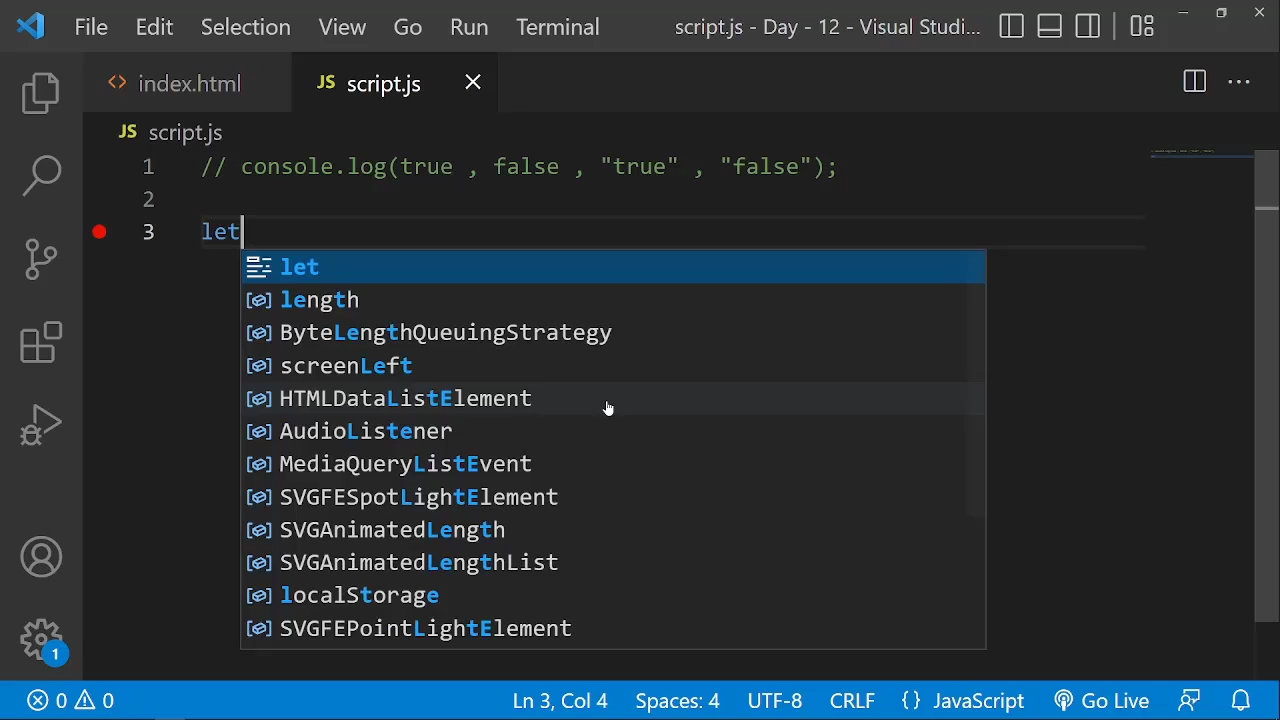 File Edit Selection View Go Run Terminal script.js - Day - 12 - Visual Studi...
<> index.html JS script.js
JS script.js
1 // console.log(true , false , "true" , "false");
2
3 let
let
length
ByteLengthQueuingStrategy
screenLeft
HTMLDataListElement
AudioListener
MediaQueryListEvent
SVGFESpotLightElement
SVGAnimatedLength
SVGAnimatedLengthList
localStorage
SVGFEPointLightElement
1
0 0 Ln 3, Col 4 Spaces: 4 UTF-8 CRLF {} JavaScript Go Live